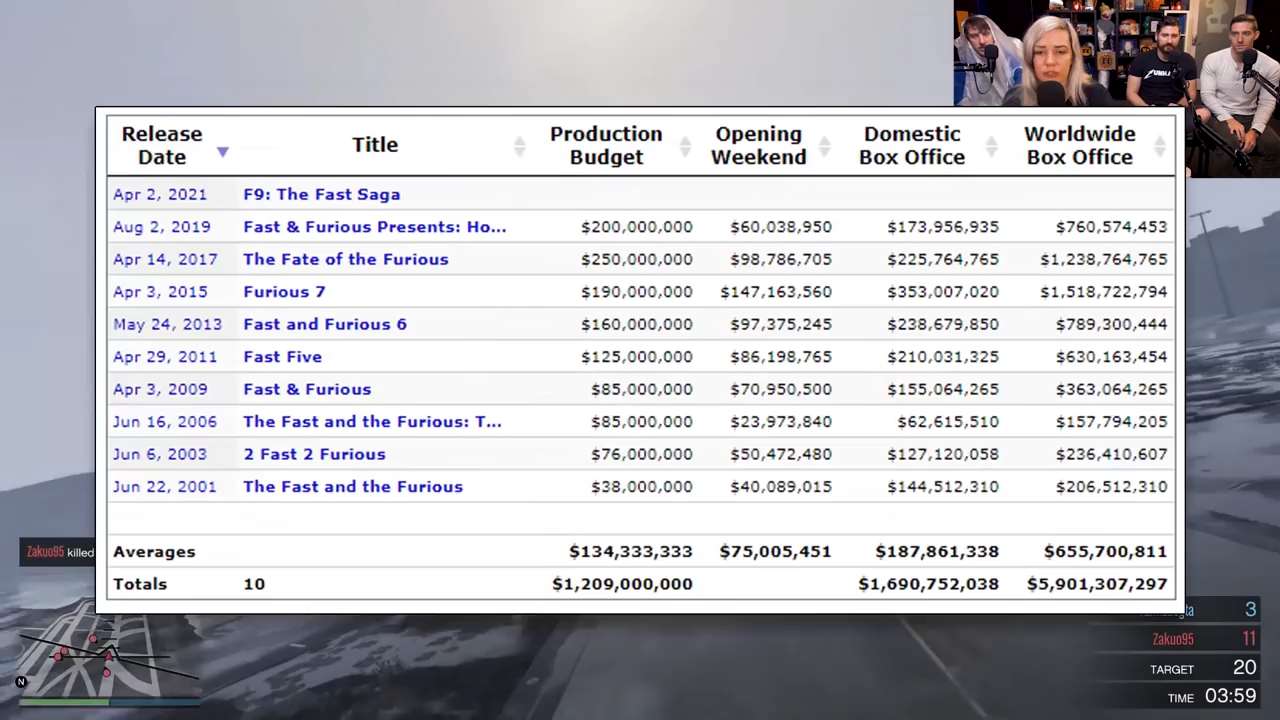 Release Date Title Production Budget Opening Weekend Domestic Box Office Worldwide Box Office
Apr 2, 2021 F9: The Fast Saga
Aug 2, 2019 Fast & Furious Presents: Ho... $200,000,000 $60,038,950 $173,956,935 $760,574,453
Apr 14, 2017 The Fate of the Furious $250,000,000 $98,786,705 $225,764,765 $1,238,764,765
Apr 3, 2015 Furious 7 $190,000,000 $147,163,560 $353,007,020 $1,518,722,794
May 24, 2013 Fast and Furious 6 $160,000,000 $97,375,245 $238,679,850 $789,300,444
Apr 29, 2011 Fast Five $125,000,000 $86,198,765 $210,031,325 $630,163,454
Apr 3, 2009 Fast & Furious $85,000,000 $70,950,500 $155,064,265 $363,064,265
Jun 16, 2006 The Fast and the Furious: T... $85,000,000 $23,973,840 $62,615,510 $157,794,205
Jun 6, 2003 2 Fast 2 Furious $76,000,000 $50,472,480 $127,120,058 $236,410,607
Jun 22, 2001 The Fast and the Furious $38,000,000 $40,089,015 $144,512,310 $206,512,310
Averages $134,333,333 $75,005,451 $187,861,338 $655,700,811
Totals 10 $1,209,000,000 $1,690,752,038 $5,901,307,297
Zakuo95 killed
N
3
Zakuo95 11
TARGET 20
TIME 03:59